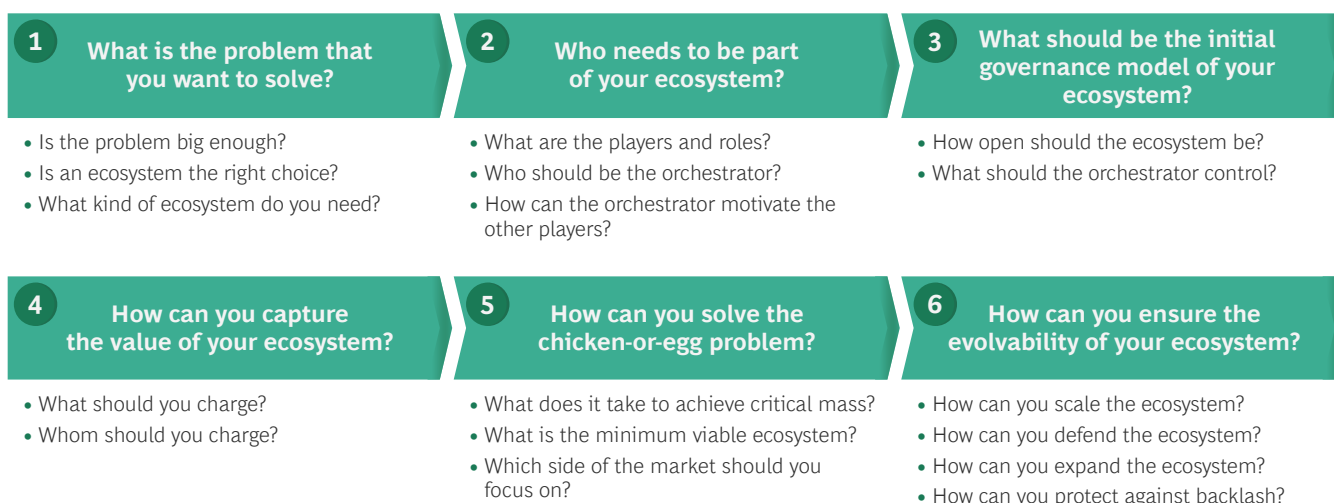 1
What is the problem that
you want to solve?
• Is the problem big enough?
• Is an ecosystem the right choice?
• What kind of ecosystem do you need?
2
Who needs to be part
of your ecosystem?
• What are the players and roles?
• Who should be the orchestrator?
• How can the orchestrator motivate the
other players?
3
What should be the initial
governance model of your
ecosystem?
• How open should the ecosystem be?
• What should the orchestrator control?
4
How can you capture
the value of your ecosystem?
• What should you charge?
• Whom should you charge?
5
How can you solve the
chicken-or-egg problem?
• What does it take to achieve critical mass?
• What is the minimum viable ecosystem?
• Which side of the market should you
focus on?
6
How can you ensure the
evolvability of your ecosystem?
• How can you scale the ecosystem?
• How can you defend the ecosystem?
• How can you expand the ecosystem?
• How can you protect against backlash?